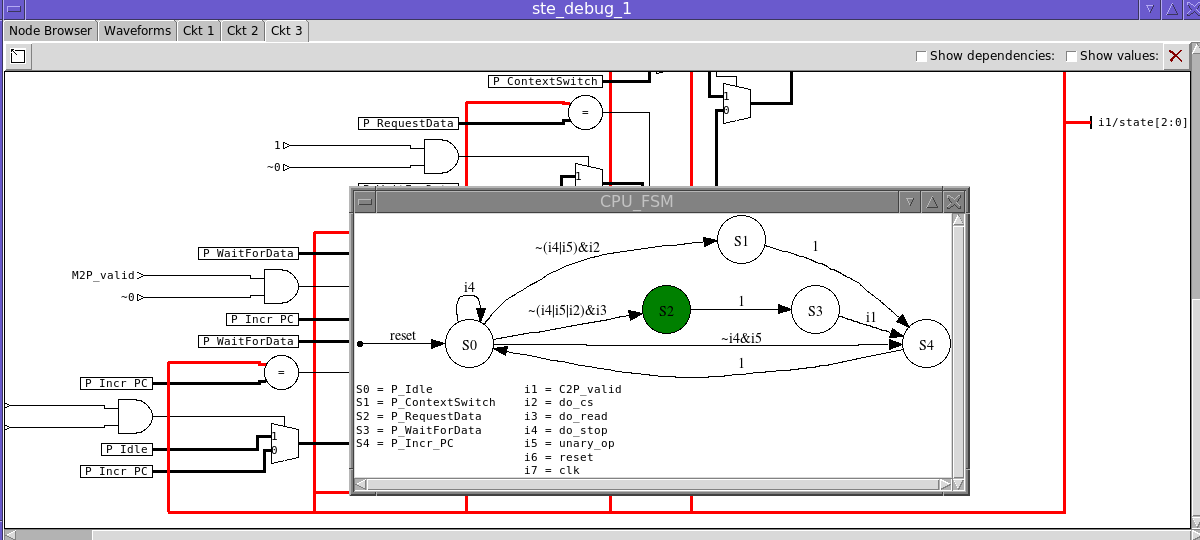 ste_debug_1
Node Browser Waveforms Ckt 1 Ckt 2 Ckt 3
Show dependencies: Show values:
P_ContextSwitch
1
0
P_RequestData
=
i1/state[2:0]
1
~0
1
P_WaitForData
M2P_valid
~0
P_Incr_PC
P_WaitForData
=
P_Incr_PC
P_Idle
1
0
P_Incr_PC
CPU_FSM
~(i4|i5)&i2
S1
1
i4
~(i4|i5|i2)&i3
S2
1
S3
i1
reset
S0
~i4&i5
S4
1
S0 = P_Idle
S1 = P_ContextSwitch
S2 = P_RequestData
S3 = P_WaitForData
S4 = P_Incr_PC
i1 = C2P_valid
i2 = do_cs
i3 = do_read
i4 = do_stop
i5 = unary_op
i6 = reset
i7 = clk